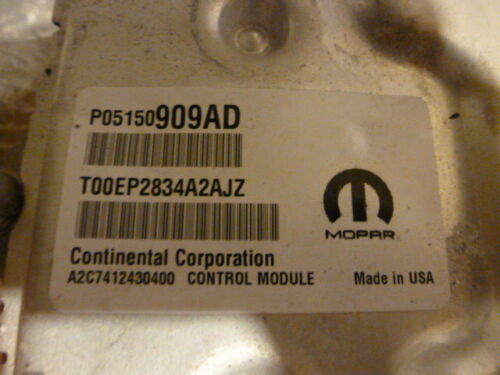 P05150909AD
T00EP2834A2AJZ
MOPAR
Continental Corporation
A2C7412430400 CONTROL MODULE Made in USA